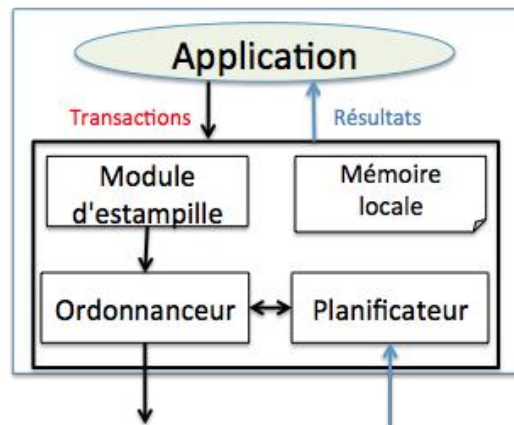 Application
Transactions
Résultats
Module
d'estampille
Mémoire
locale
Ordonnanceur
Planificateur